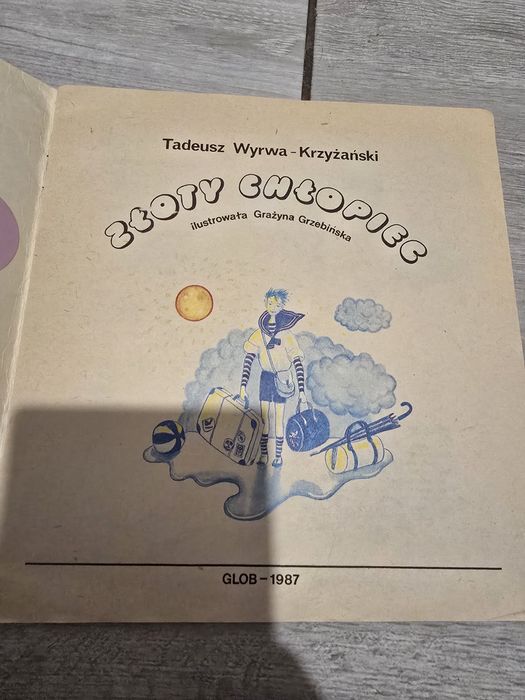 Tadeusz Wyrwa-Krzyżański
ZŁOTY CHŁOPIEC
ilustrowała Grażyna Grzebińska
GLOB-1987